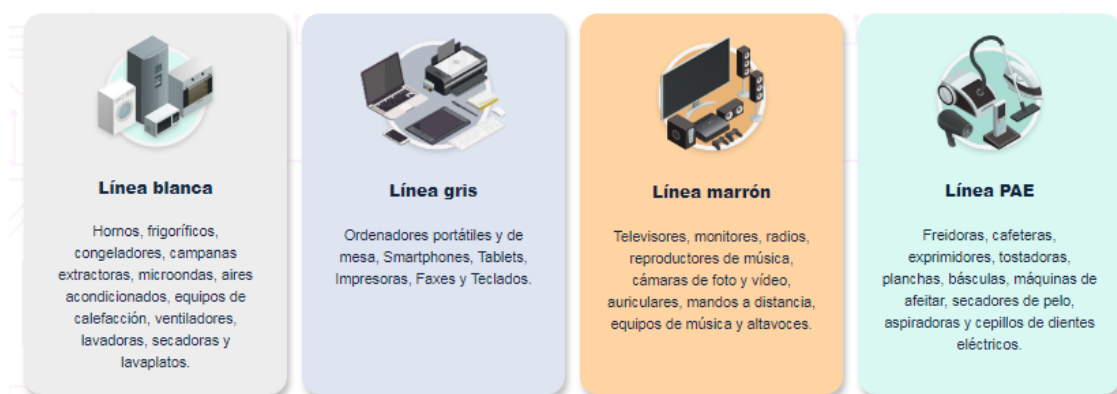 Línea blanca
Hornos, frigoríficos,
congeladores, campanas
extractoras, microondas, aires
acondicionados, equipos de
calefacción, ventiladores,
lavadoras, secadoras y
lavaplatos.
Línea gris
Ordenadores portátiles y de
mesa, Smartphones, Tablets,
Impresoras, Faxes y Teclados.
Línea marrón
Televisores, monitores, radios,
reproductores de música,
cámaras de foto y vídeo,
auriculares, mandos a distancia,
equipos de música y altavoces.
Línea PAE
Freidoras, cafeteras,
exprimidores, tostadoras,
planchas, básculas, máquinas de
afeitar, secadores de pelo,
aspiradoras y cepillos de dientes
eléctricos.